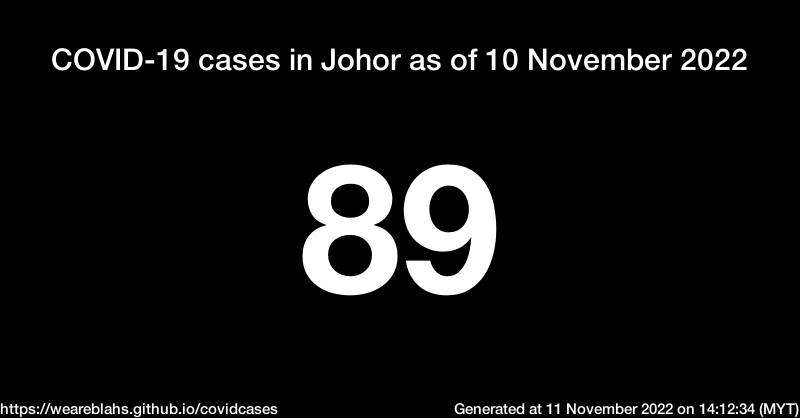 COVID-19 cases in Johor as of 10 November 2022
89
https://weareblahs.github.io/covidcases
Generated at 11 November 2022 on 14:12:34 (MYT)